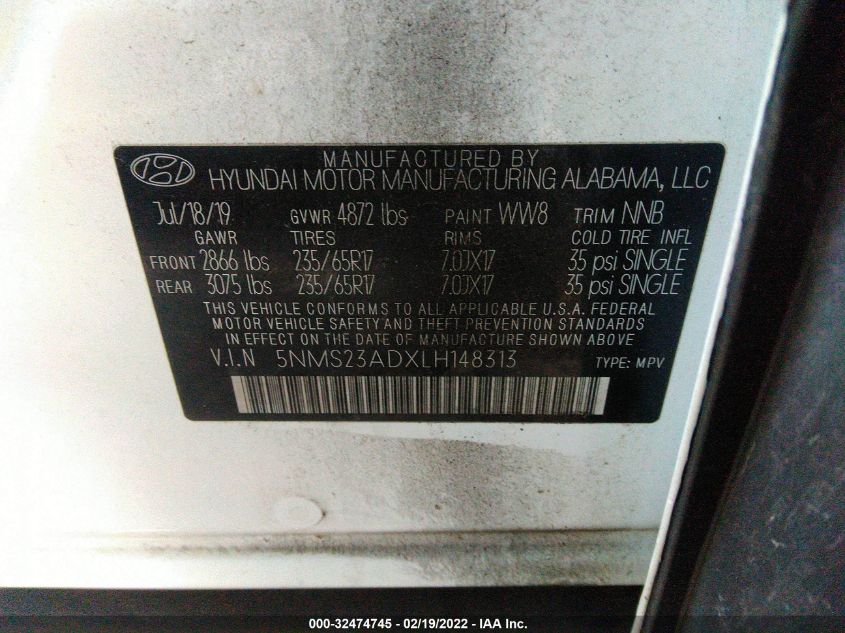 MANUFACTURED BY
HYUNDAI MOTOR MANUFACTURING ALABAMA, LLC
Jul/18/19 GVWR 4872 lbs PAINT WW8 TRIM NNB
GAWR TIRES RIMS COLD TIRE INFL
FRONT 2866 lbs 235/65R17 7.0JX17 35 psi SINGLE
REAR 3075 lbs 235/65R17 7.0JX17 35 psi SINGLE
THIS VEHICLE CONFORMS TO ALL APPLICABLE U.S.A. FEDERAL
MOTOR VEHICLE SAFETY AND THEFT PREVENTION STANDARDS
IN EFFECT ON THE DATE OF MANUFACTURE SHOWN ABOVE
V.I.N 5NMS23ADXLH148313 TYPE: MPV
000-32474745 - 02/19/2022 - IAA Inc.